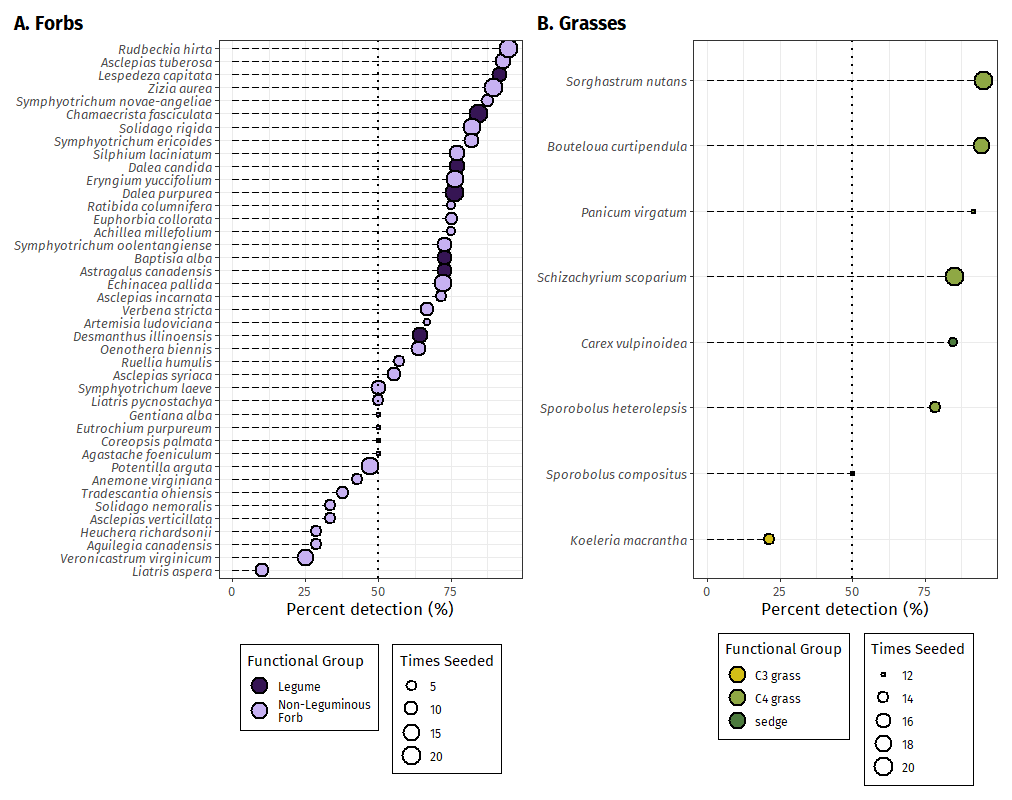 A. Forbs
Rudbeckia hirta
Asclepias tuberosa
Lespedeza capitata
Zizia aurea
Symphyotrichum novae-angeliae
Chamaecrista fasciculata
Solidago rigida
Symphyotrichum ericoides
Silphium laciniatum
Dalea candida
Eryngium yuccifolium
Dalea purpurea
Ratibida columnifera
Euphorbia collorata
Achillea millefolium
Symphyotrichum oolentangiense
Baptisia alba
Astragalus canadensis
Echinacea pallida
Asclepias incarnata
Verbena stricta
Artemisia ludoviciana
Desmanthus illinoensis
Oenothera biennis
Ruellia humulis
Asclepias syriaca
Symphyotrichum laeve
Liatris pycnostachya
Gentiana alba
Eutrochium purpureum
Coreopsis palmata
Agastache foeniculum
Potentilla arguta
Anemone virginiana
Tradescantia ohiensis
Solidago nemoralis
Asclepias verticillata
Heuchera richardsonii
Aquilegia canadensis
Veronicastrum virginicum
Liatris aspera
0 25 50 75
Percent detection (%)
Functional Group
Legume
Non-Leguminous
Forb
Times Seeded
5
10
15
20
B. Grasses
Sorghastrum nutans
Bouteloua curtipendula
Panicum virgatum
Schizachyrium scoparium
Carex vulpinoidea
Sporobolus heterolepsis
Sporobolus compositus
Koeleria macrantha
0 25 50 75
Percent detection (%)
Functional Group
C3 grass
C4 grass
sedge
Times Seeded
12
14
16
18
20